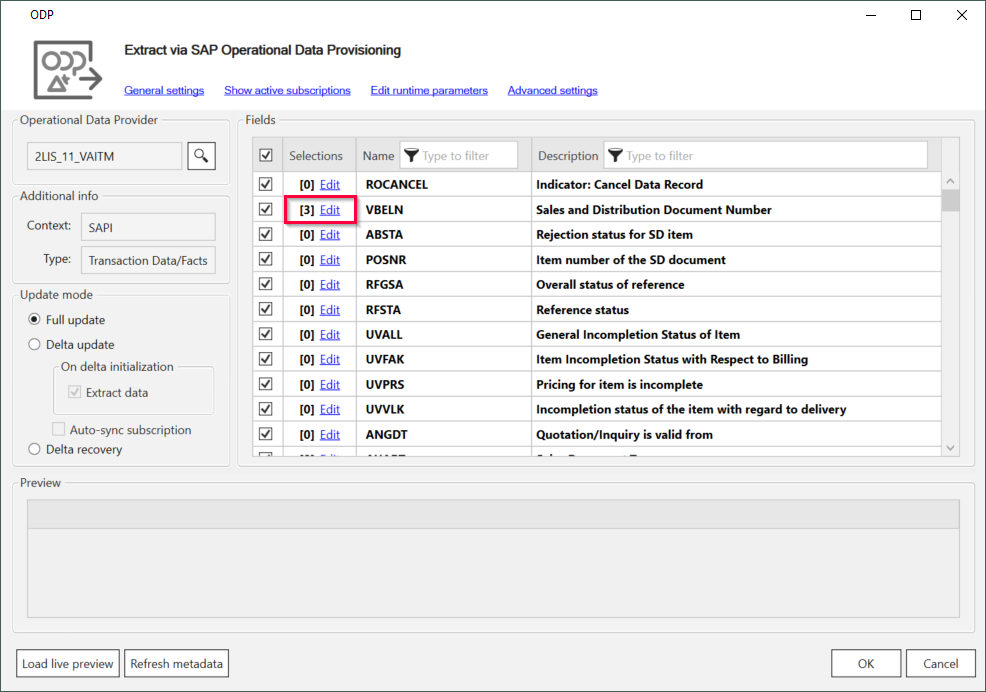 ODP
Extract via SAP Operational Data Provisioning
General settings Show active subscriptions Edit runtime parameters Advanced settings
Operational Data Provider
2LIS_11_VAITM
Additional info
Context: SAPI
Type: Transaction Data/Facts
Update mode
Full update
Delta update
On delta initialization
Extract data
Auto-sync subscription
Delta recovery
Fields
Selections Name Type to filter Description Type to filter
[0] Edit ROCANCEL Indicator: Cancel Data Record
[3] Edit VBELN Sales and Distribution Document Number
[0] Edit ABSTA Rejection status for SD item
[0] Edit POSNR Item number of the SD document
[0] Edit RFGSA Overall status of reference
[0] Edit RFSTA Reference status
[0] Edit UVALL General Incompletion Status of Item
[0] Edit UVFAK Item Incompletion Status with Respect to Billing
[0] Edit UVPRS Pricing for item is incomplete
[0] Edit UVVLK Incompletion status of the item with regard to delivery
[0] Edit ANGDT Quotation/Inquiry is valid from
Preview
Load live preview Refresh metadata OK Cancel